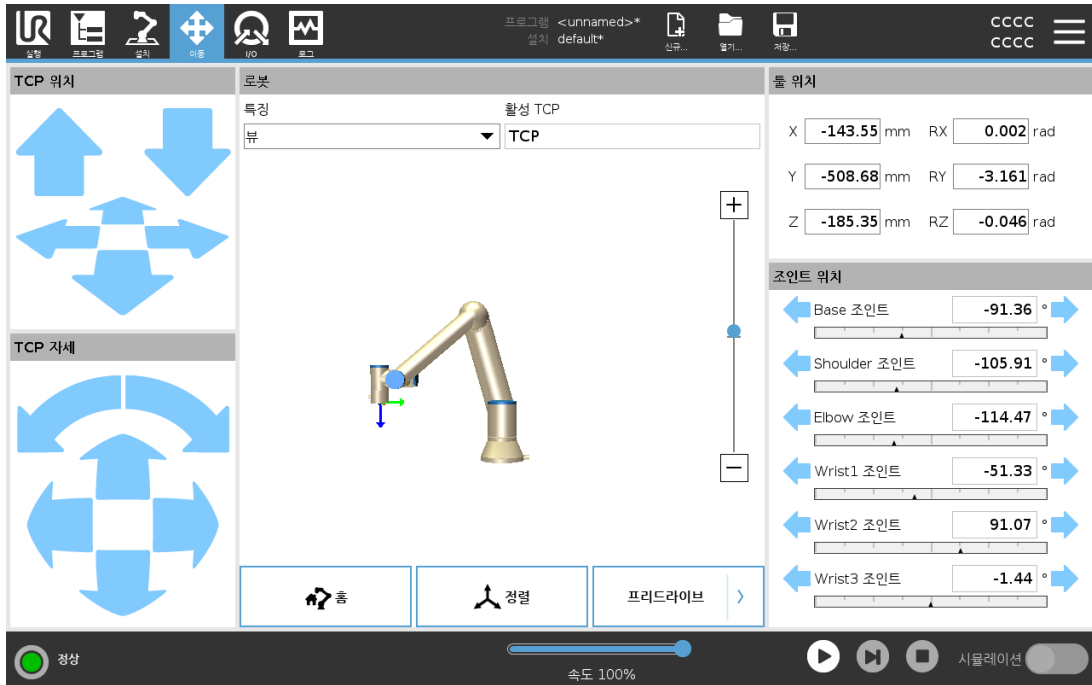 UR
실행
프로그램
설치
이동
I/O
로그
프로그램 <unnamed>*
설치 default*
신규...
열기...
저장...
CCCC
CCCC
TCP 위치
로봇
툴 위치
특징
활성 TCP
뷰
TCP
X -143.55 mm RX 0.002 rad
Y -508.68 mm RY -3.161 rad
Z -185.35 mm RZ -0.046 rad
조인트 위치
Base 조인트 -91.36 °
Shoulder 조인트 -105.91 °
Elbow 조인트 -114.47 °
Wrist1 조인트 -51.33 °
Wrist2 조인트 91.07 °
Wrist3 조인트 -1.44 °
TCP 자세
홈
정렬
프리드라이브
정상
속도 100%
시뮬레이션